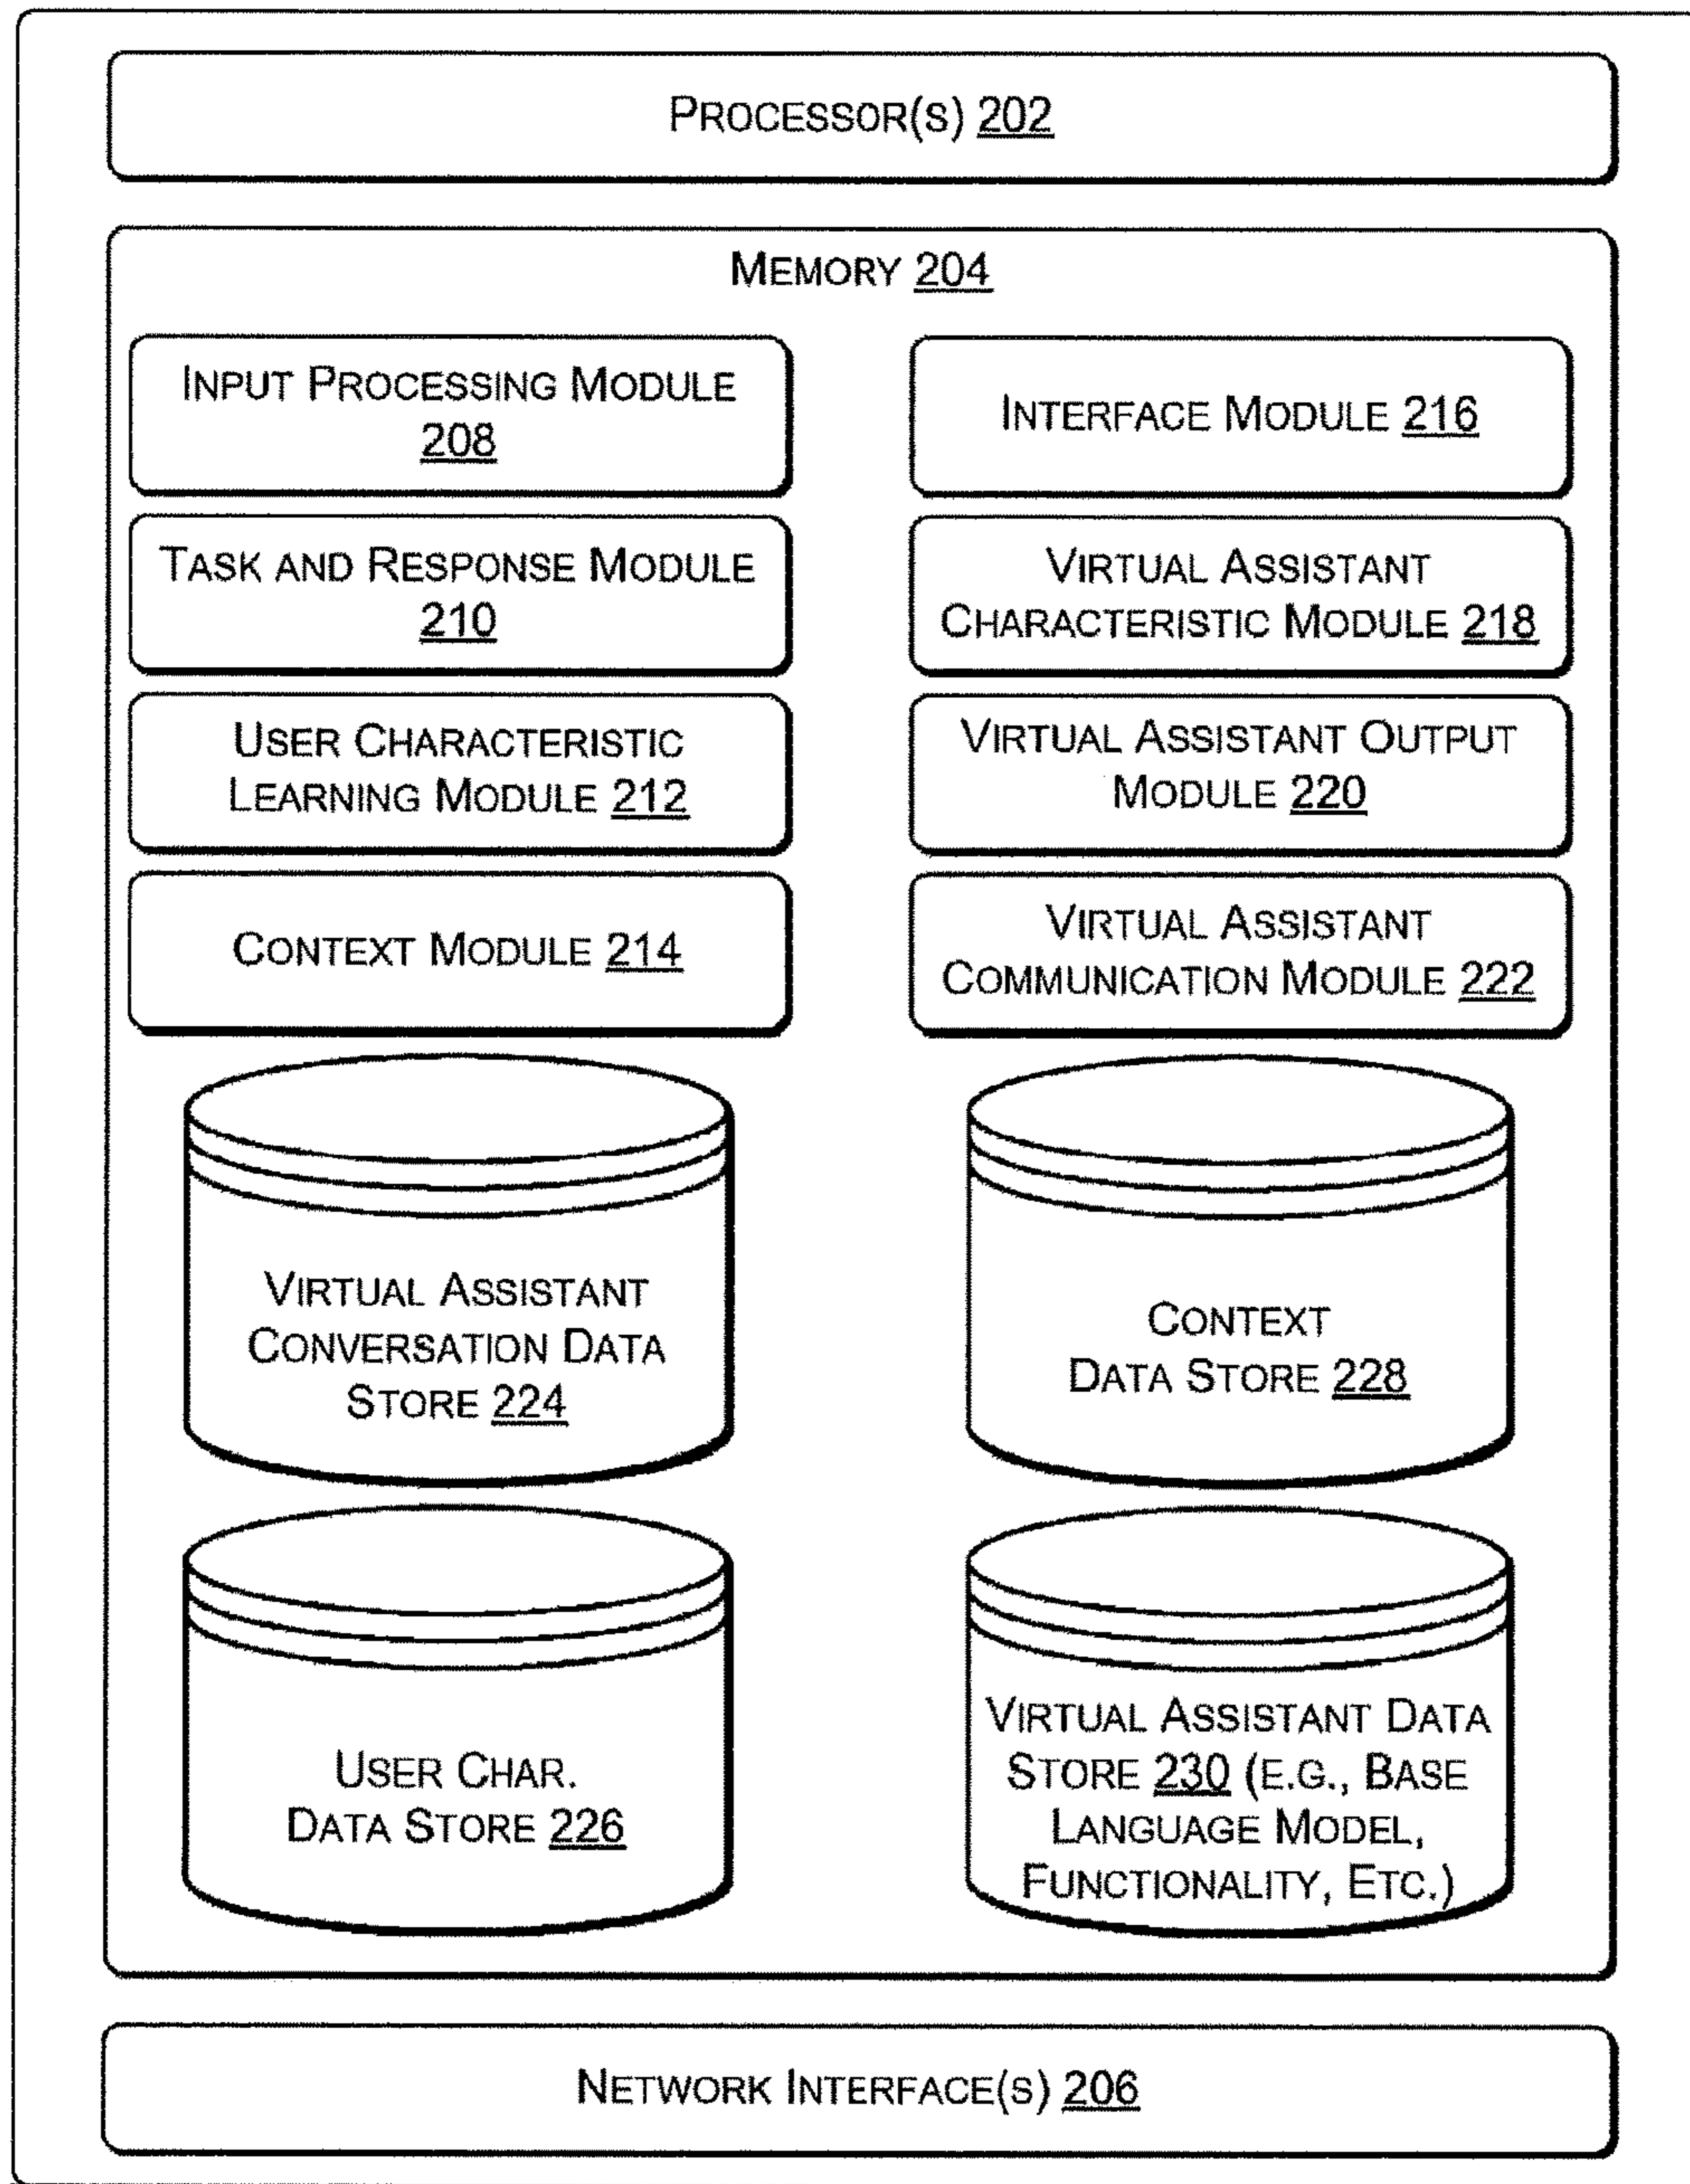 PROCESSOR(S) 202
MEMORY 204
INPUT PROCESSING MODULE
208
TASK AND RESPONSE MODULE
210
USER CHARACTERISTIC
LEARNING MODULE 212
CONTEXT MODULE 214
INTERFACE MODULE 216
VIRTUAL ASSISTANT
CHARACTERISTIC MODULE 218
VIRTUAL ASSISTANT OUTPUT
MODULE 220
VIRTUAL ASSISTANT
COMMUNICATION MODULE 222
VIRTUAL ASSISTANT
CONVERSATION DATA
STORE 224
CONTEXT
DATA STORE 228
USER CHAR.
DATA STORE 226
VIRTUAL ASSISTANT DATA
STORE 230 (E.G., BASE
LANGUAGE MODEL,
FUNCTIONALITY, ETC.)
NETWORK INTERFACE(S) 206